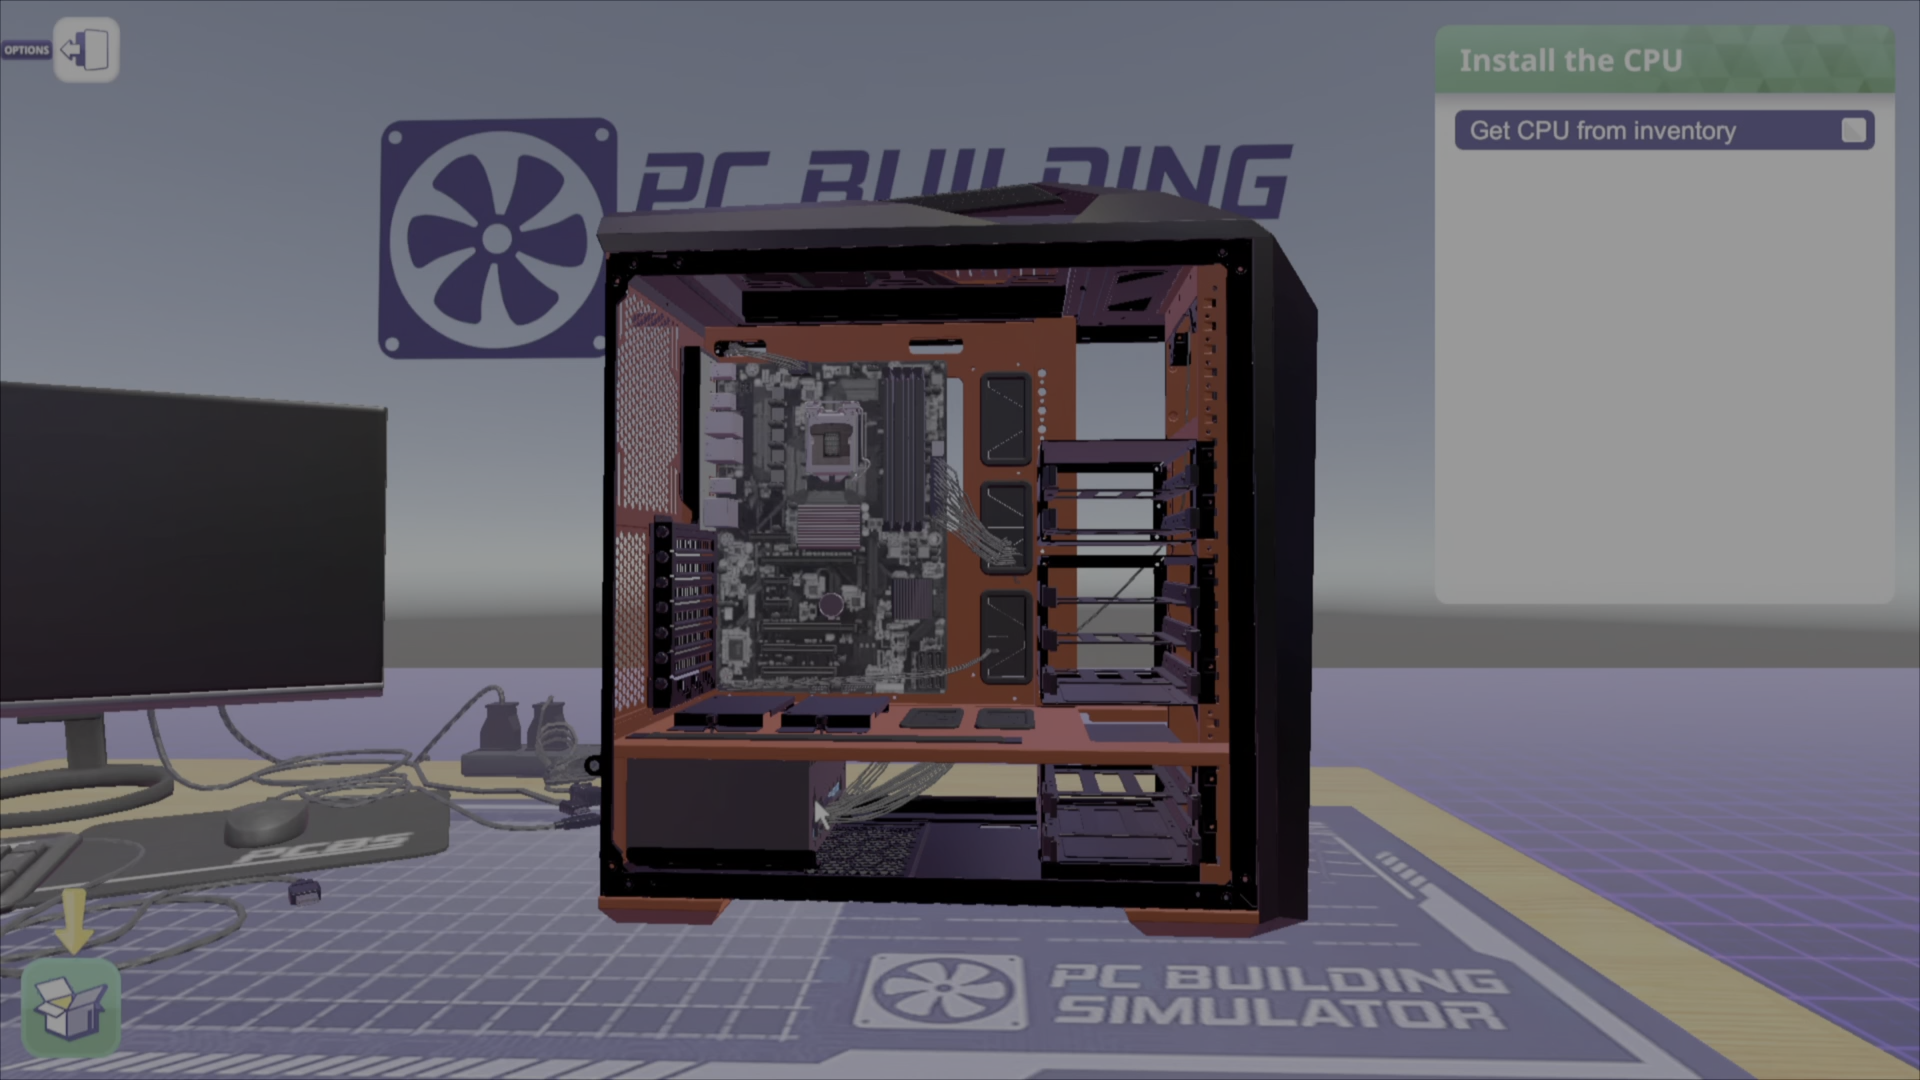 OPTIONS
Install the CPU
Get CPU from inventory
PC BUILDING
PCBS
PC BUILDING
SIMULATOR